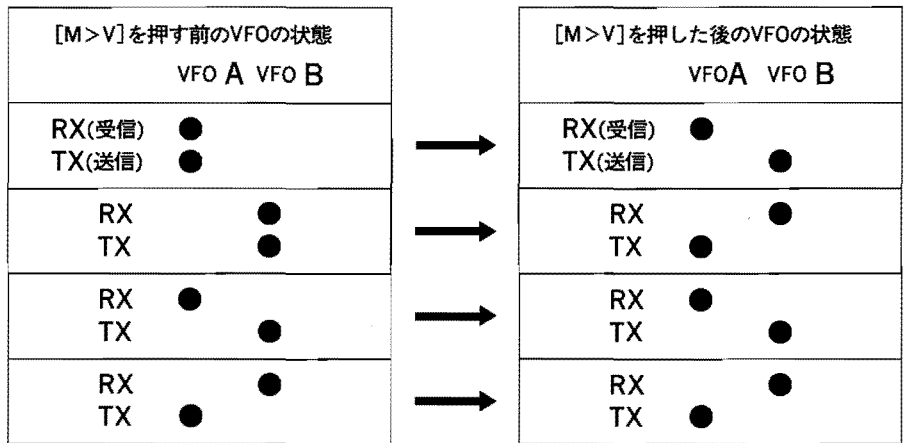 [M>V]を押す前のVFOの状態
VFO A VFO B
RX(受信)
TX(送信)
RX
TX
RX
TX
RX
TX
[M>V]を押した後のVFOの状態
VFOA VFO B
RX(受信)
TX(送信)
RX
TX
RX
TX
RX
TX